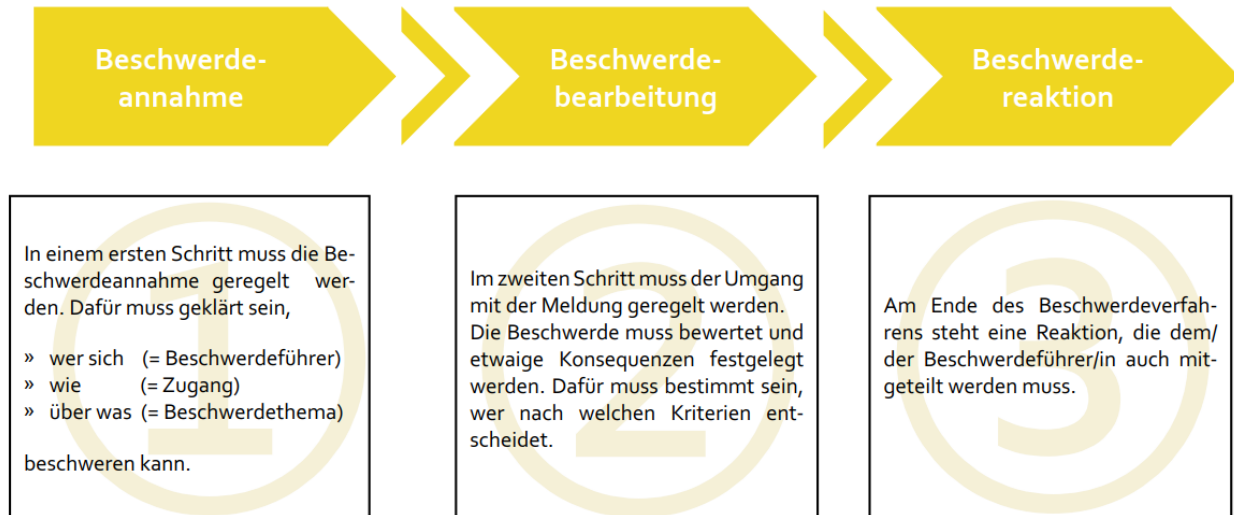 Beschwerde-
annahme
Beschwerde-
bearbeitung
Beschwerde-
reaktion
1
In einem ersten Schritt muss die Be-
schwerdeannahme geregelt wer-
den. Dafür muss geklärt sein,
» wer sich (= Beschwerdeführer)
» wie (= Zugang)
» über was (= Beschwerdethema)
beschweren kann.
2
Im zweiten Schritt muss der Umgang
mit der Meldung geregelt werden.
Die Beschwerde muss bewertet und
etwaige Konsequenzen festgelegt
werden. Dafür muss bestimmt sein,
wer nach welchen Kriterien ent-
scheidet.
3
Am Ende des Beschwerdeverfah-
rens steht eine Reaktion, die dem/
der Beschwerdeführer/in auch mit-
geteilt werden muss.